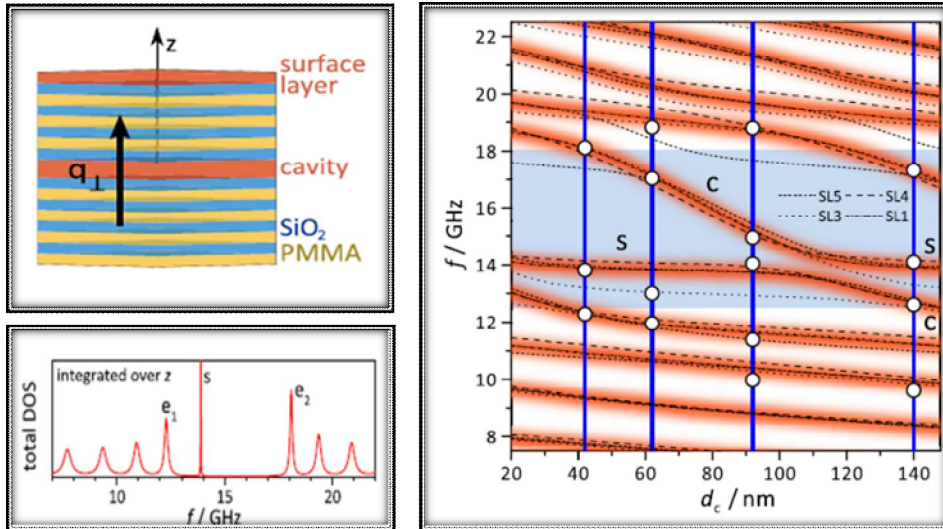 z
surface
layer
q⊥
cavity
SiO2
PMMA
integrated over z
total DOS
s
e1
e2
10
15
20
f / GHz
f / GHz
22
20
18
16
14
12
10
8
C
SL5
SL4
SL3
SL1
S
S
C
20
40
60
80
100
120
140
dc / nm